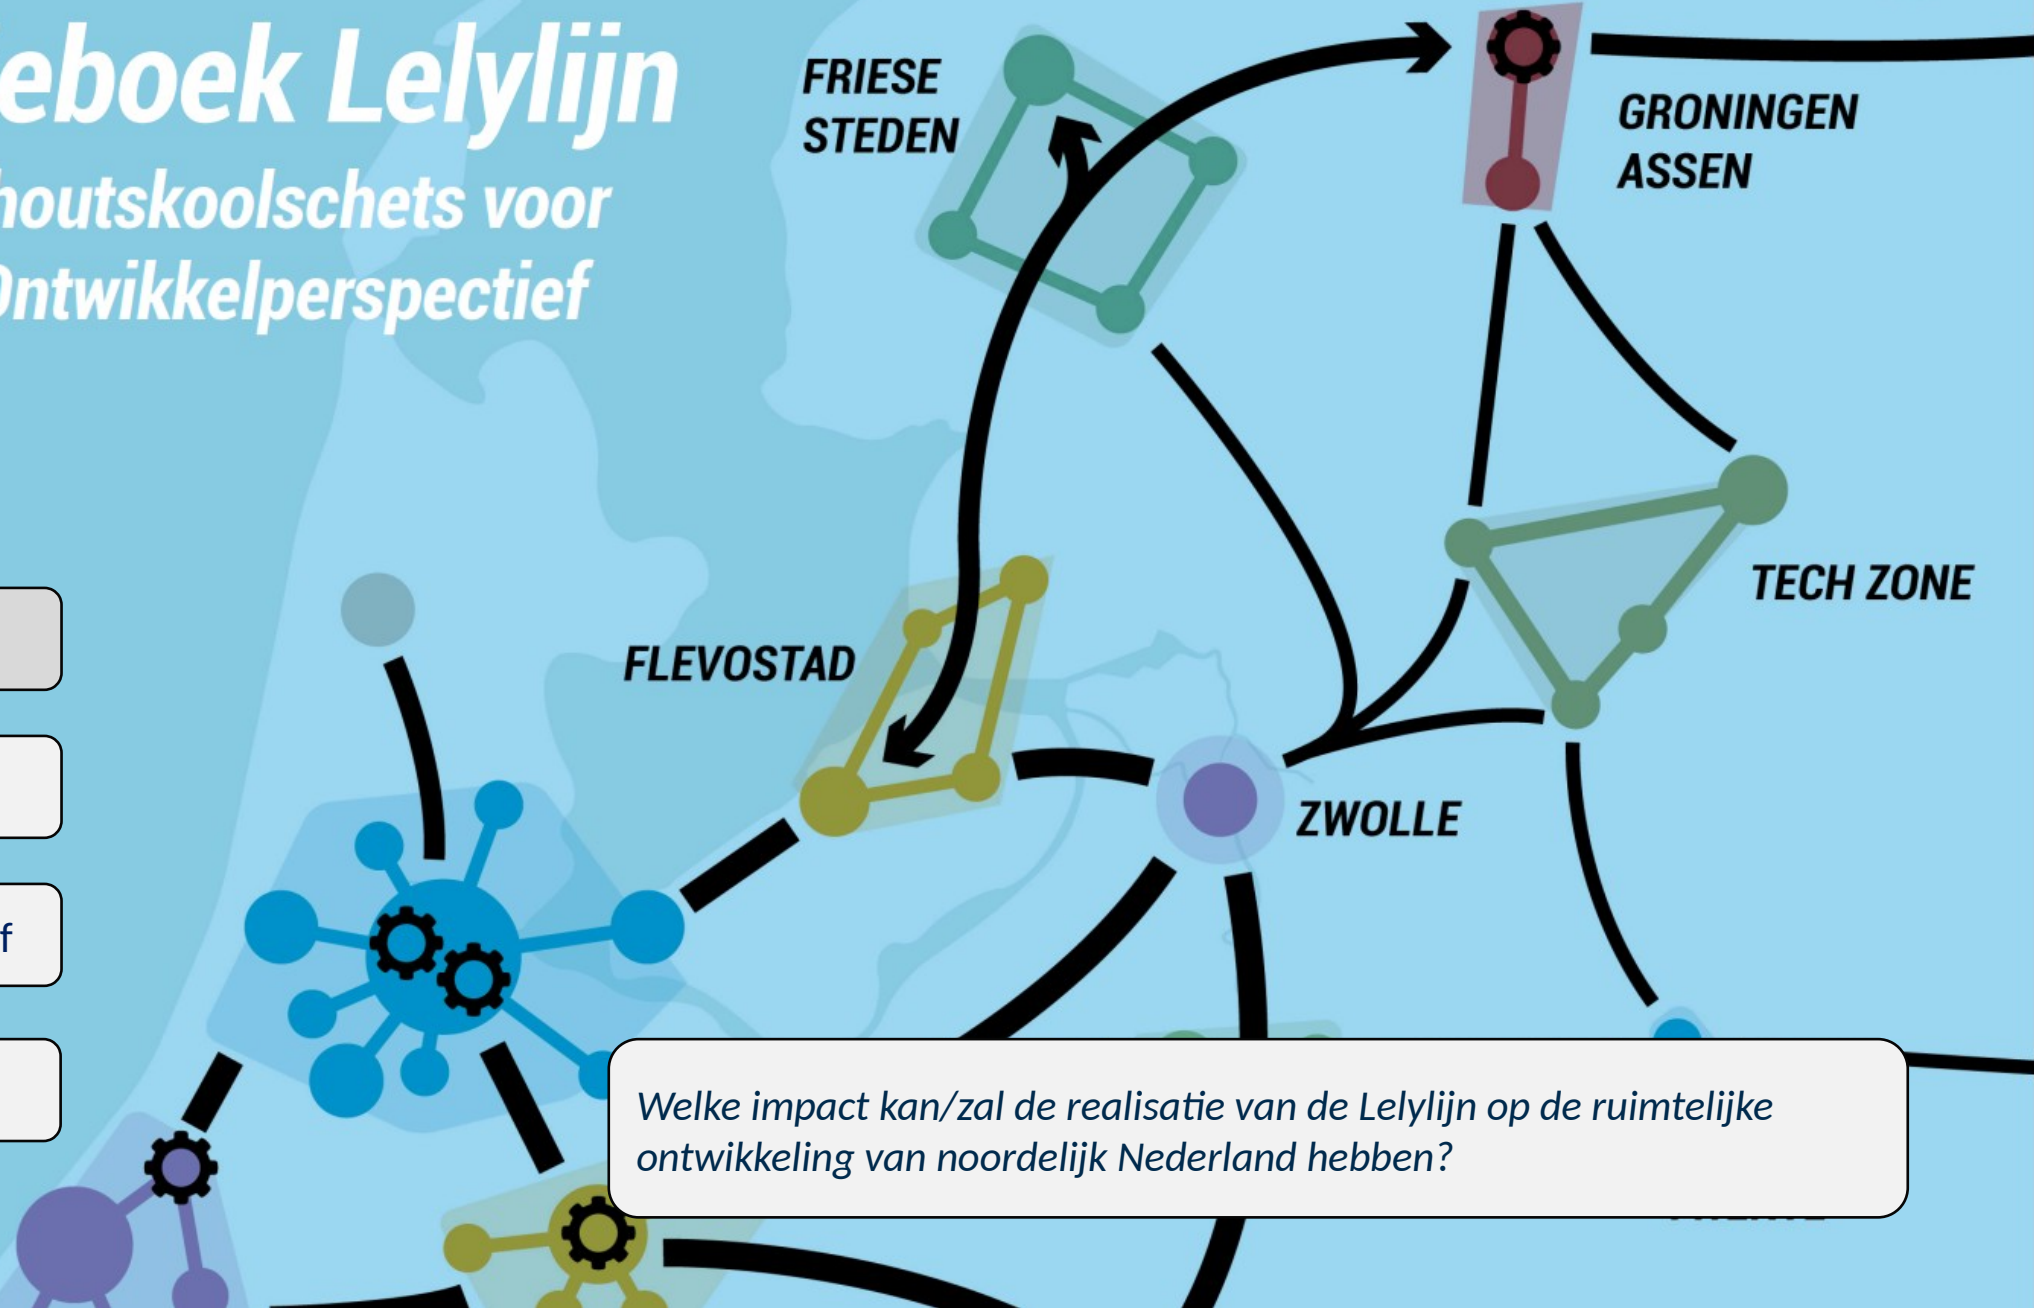 eboek Lelylijn
houtskoolschets voor
Ontwikkelperspectief
FRIESE
STEDEN
GRONINGEN
ASSEN
TECH ZONE
FLEVOSTAD
ZWOLLE
f
Welke impact kan/zal de realisatie van de Lelylijn op de ruimtelijke
ontwikkeling van noordelijk Nederland hebben?